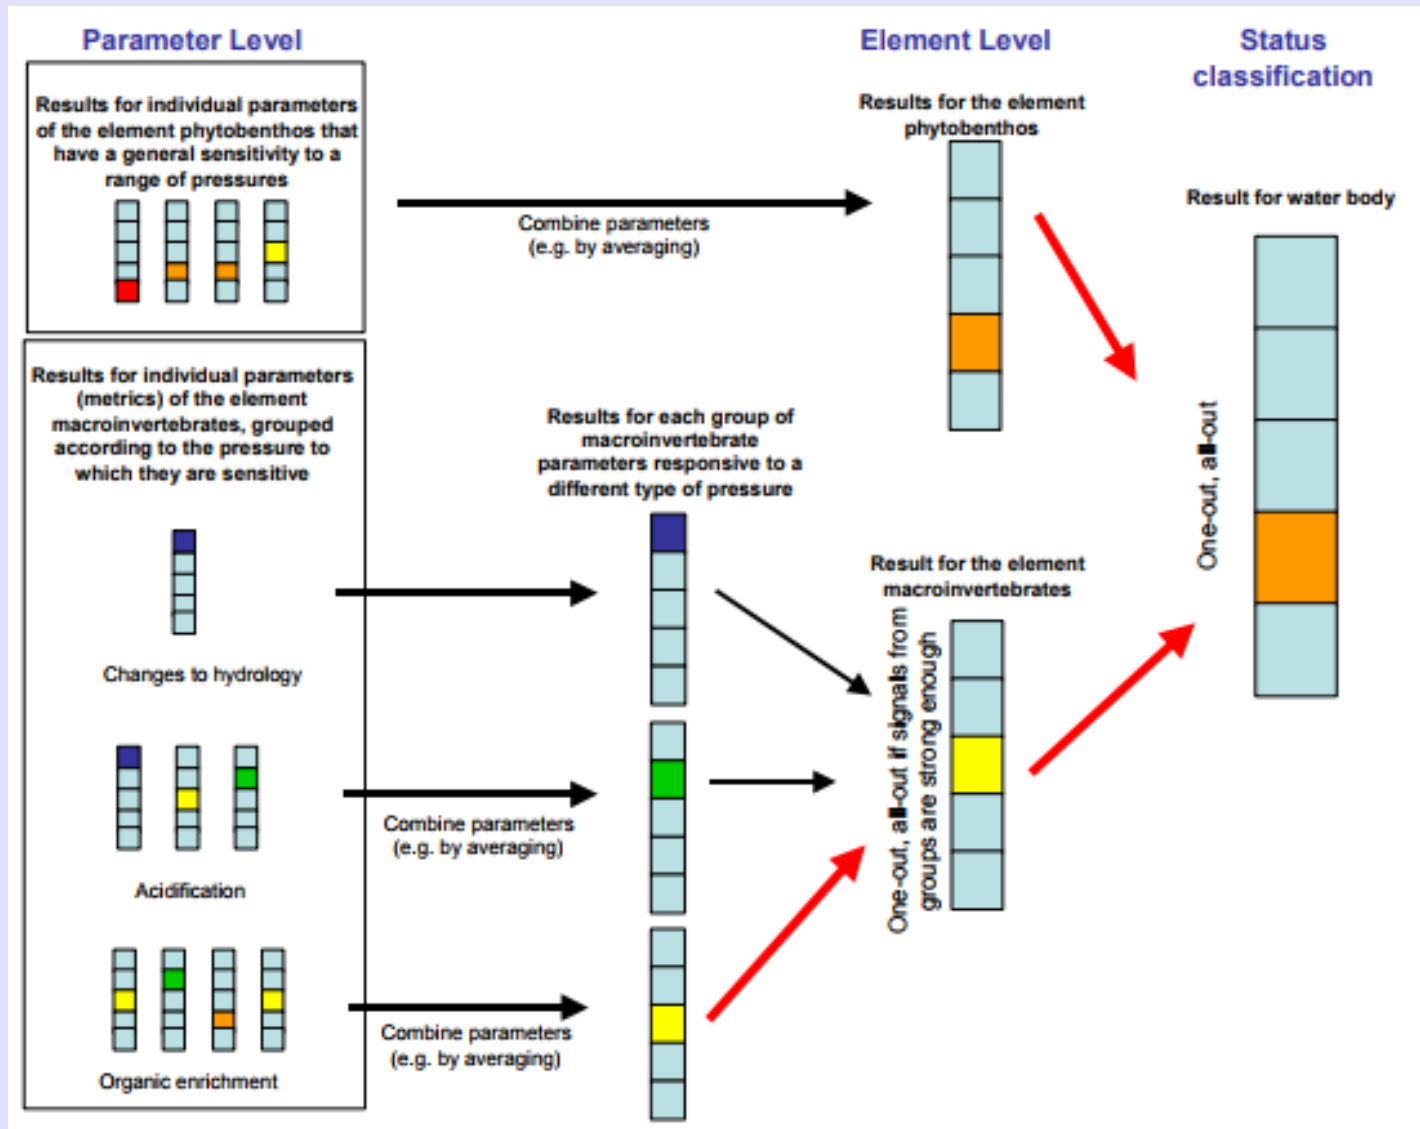 Parameter Level
Element Level
Status
classification
Results for individual parameters
of the element phytobenthos that
have a general sensitivity to a
range of pressures
Combine parameters
(e.g. by averaging)
Results for the element
phytobenthos
Result for water body
Results for individual parameters
(metrics) of the element
macroinvertebrates, grouped
according to the pressure to
which they are sensitive
Changes to hydrology
Acidification
Organic enrichment
Results for each group of
macroinvertebrate
parameters responsive to a
different type of pressure
Combine parameters
(e.g. by averaging)
Combine parameters
(e.g. by averaging)
Result for the element
macroinvertebrates
One-out, all-out if signals from
groups are strong enough
One-out, all-out